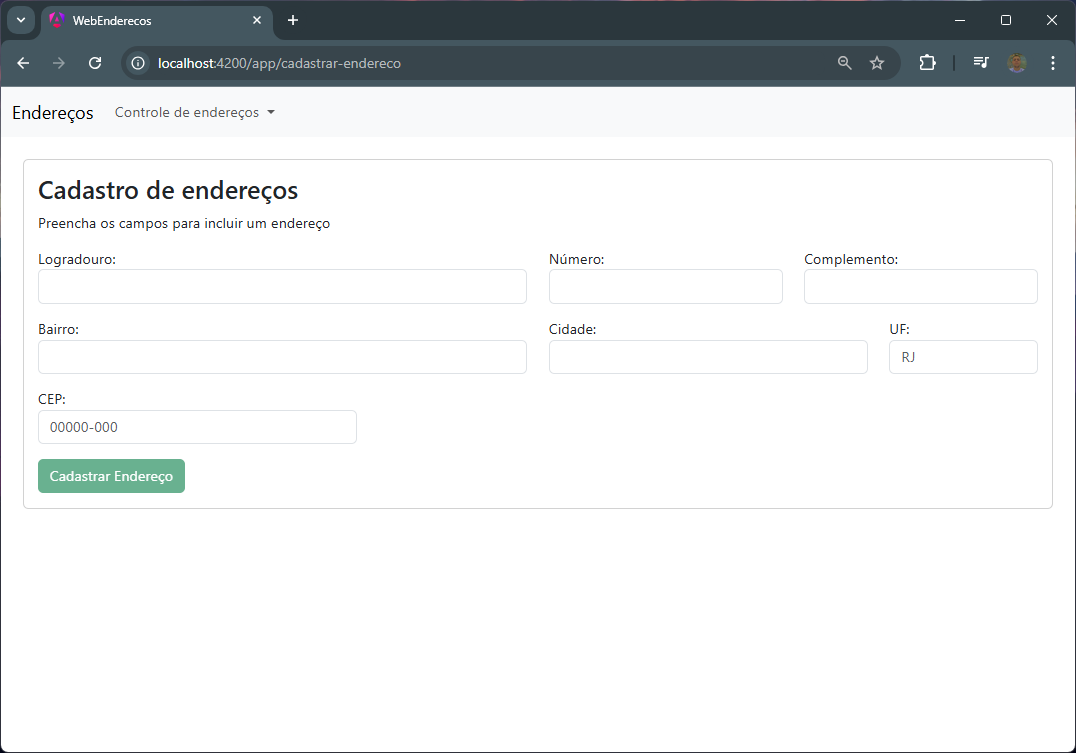 WebEnderecos
localhost:4200/app/cadastrar-endereco
Endereços Controle de endereços
Cadastro de endereços
Preencha os campos para incluir um endereço
Logradouro: Número: Complemento:
Bairro: Cidade: UF:
RJ
CEP:
00000-000
Cadastrar Endereço